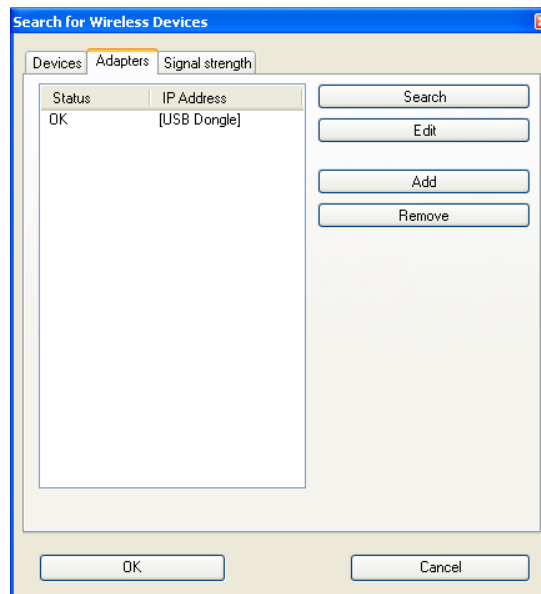 Search for Wireless Devices
Devices Adapters Signal strength
Status IP Address
OK [USB Dongle]
Search
Edit
Add
Remove
OK Cancel